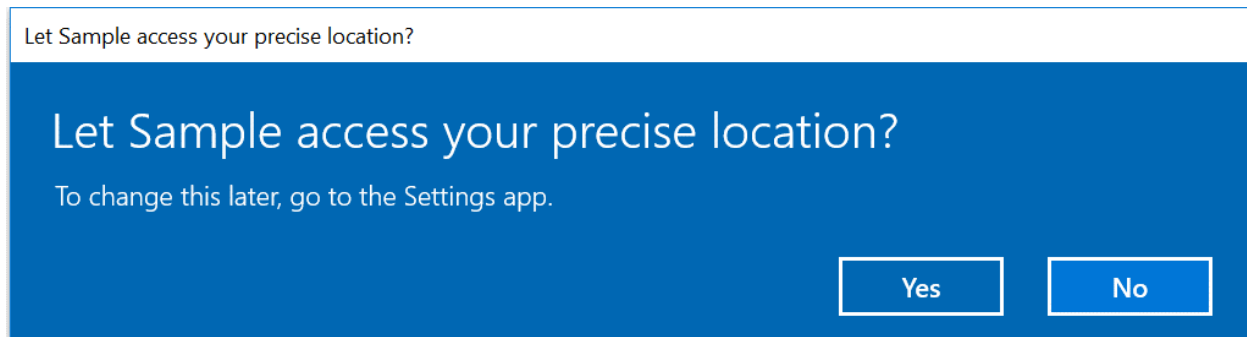 Let Sample access your precise location?
Let Sample access your precise location?
To change this later, go to the Settings app.
Yes No